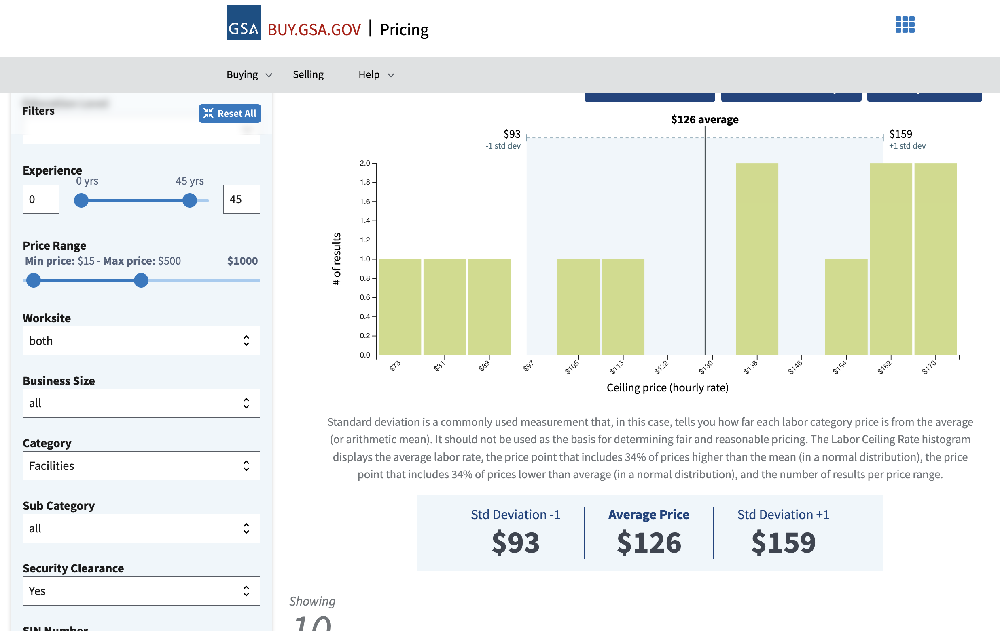 GSA BUY.GSA.GOV | Pricing
Buying Selling Help
Filters
Reset All
Experience
0 yrs 45 yrs
0 45
Price Range
Min price: $15 - Max price: $500 $1000
Worksite
both
Business Size
all
Category
Facilities
Sub Category
all
Security Clearance
Yes
SIN Number
$126 average
$93
-1 std dev
$159
+1 std dev
# of results
2.0
1.8
1.6
1.4
1.2
1.0
0.8
0.6
0.4
0.2
0.0
$73 $81 $89 $97 $105 $113 $122 $130 $138 $146 $154 $162 $170
Ceiling price (hourly rate)
Standard deviation is a commonly used measurement that, in this case, tells you how far each labor category price is from the average
(or arithmetic mean). It should not be used as the basis for determining fair and reasonable pricing. The Labor Ceiling Rate histogram
displays the average labor rate, the price point that includes 34% of prices higher than the mean (in a normal distribution), the price
point that includes 34% of prices lower than average (in a normal distribution), and the number of results per price range.
Std Deviation -1 Average Price Std Deviation +1
$93 $126 $159
Showing
10